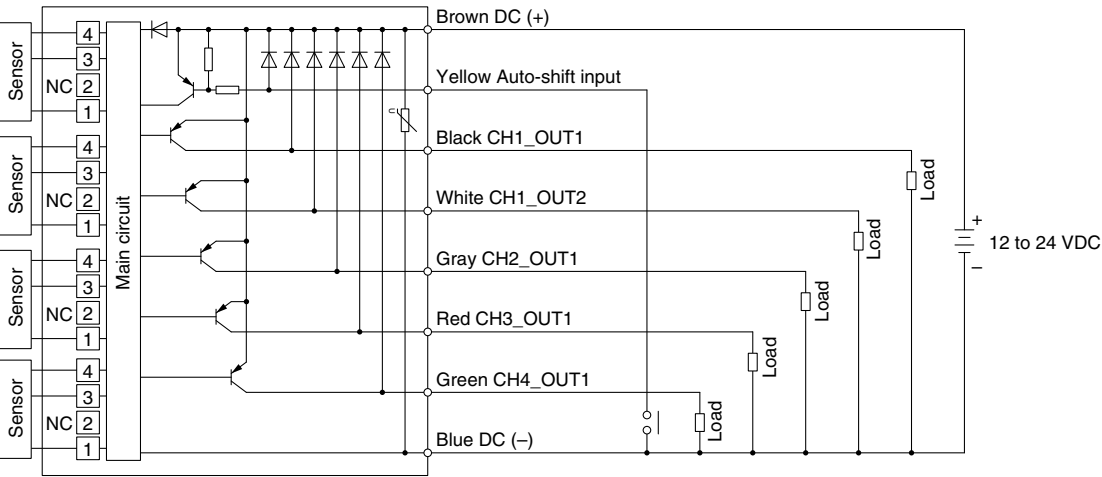 Brown DC (+)
Sensor
4
3
NC 2
1
Yellow Auto-shift input
Black CH1_OUT1
Load
Sensor
4
3
NC 2
1
Main circuit
White CH1_OUT2
Load
+
12 to 24 VDC
–
Sensor
4
3
NC 2
1
Gray CH2_OUT1
Load
Red CH3_OUT1
Load
Sensor
4
3
NC 2
1
Green CH4_OUT1
Load
Blue DC (–)